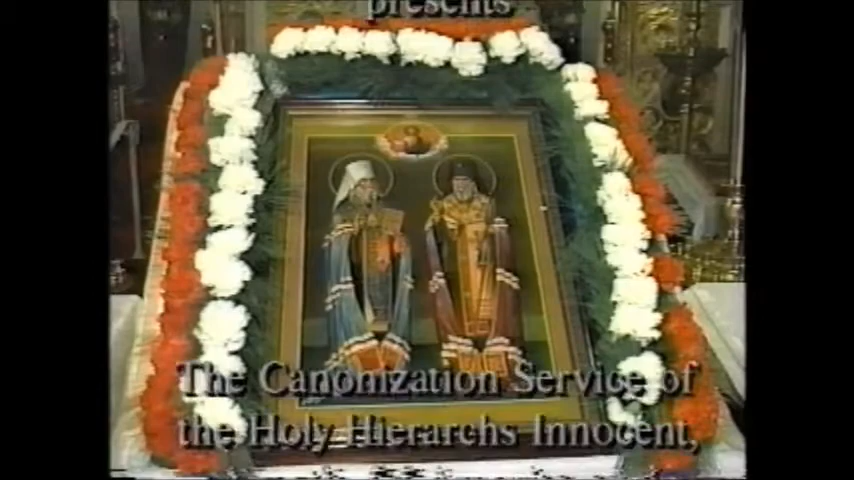 presents
The Canonization Service of
the Holy Hierarchs Innocent,